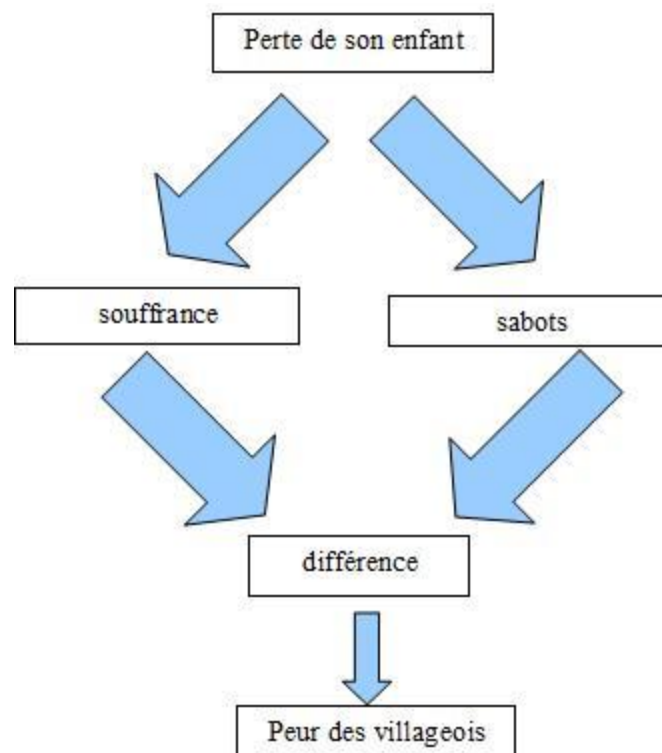 Perte de son enfant
souffrance
sabots
différence
Peur des villageois